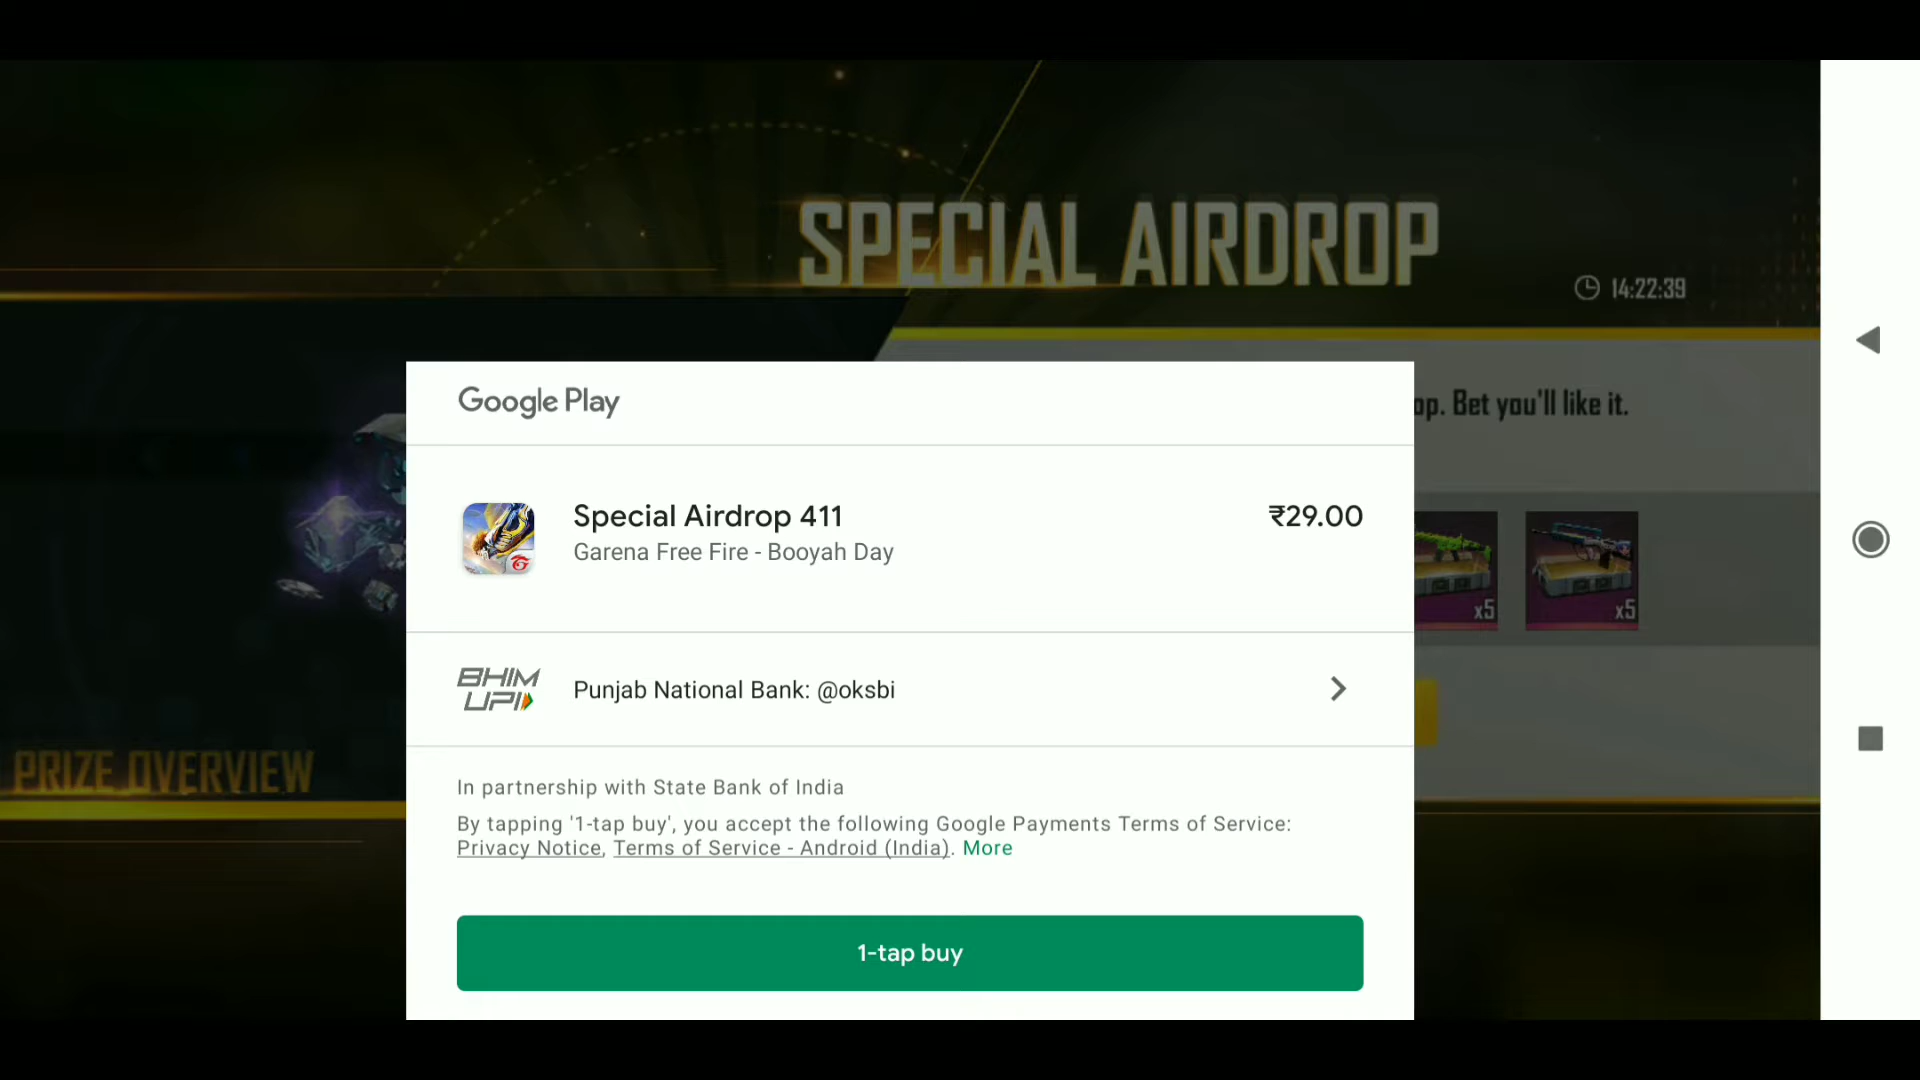 SPECIAL AIRDROP
14:22:39
op. Bet you'll like it.
Google Play
Special Airdrop 411
₹29.00
Garena Free Fire - Booyah Day
x5
x5
BHIM
UPI
Punjab National Bank: @oksbi
PRIZE OVERVIEW
In partnership with State Bank of India
By tapping '1-tap buy', you accept the following Google Payments Terms of Service:
Privacy Notice, Terms of Service - Android (India). More
1-tap buy